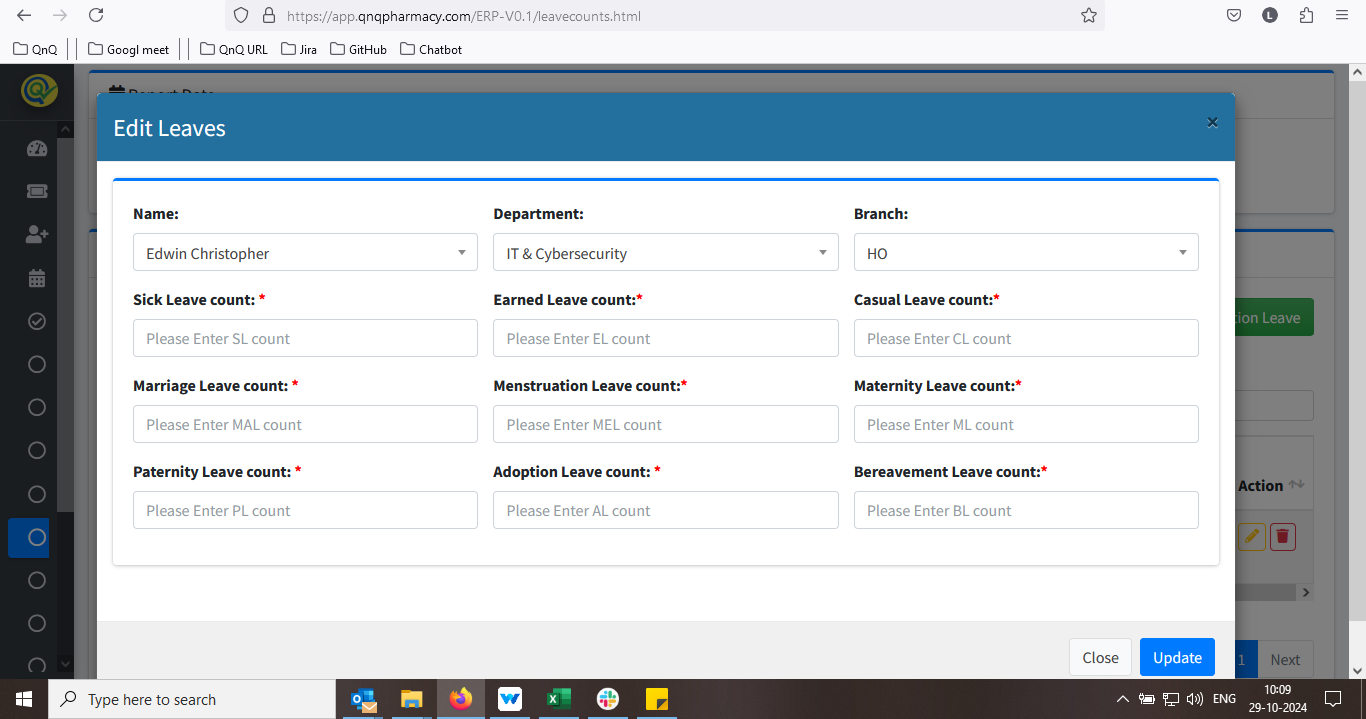 https://app.qnqpharmacy.com/ERP-V0.1/leavecounts.html
L
QnQ
Googl meet
QnQ URL
Jira
GitHub
Chatbot
Edit Leaves
×
Name:
Department:
Branch:
Edwin Christopher
IT & Cybersecurity
HO
Sick Leave count: *
Earned Leave count:*
Casual Leave count:*
Please Enter SL count
Please Enter EL count
Please Enter CL count
tion Leave
Marriage Leave count: *
Menstruation Leave count:*
Maternity Leave count:*
Please Enter MAL count
Please Enter MEL count
Please Enter ML count
Paternity Leave count: *
Adoption Leave count: *
Bereavement Leave count:*
Action
Please Enter PL count
Please Enter AL count
Please Enter BL count
Close
Update
1
Next
Type here to search
ENG
10:09
29-10-2024